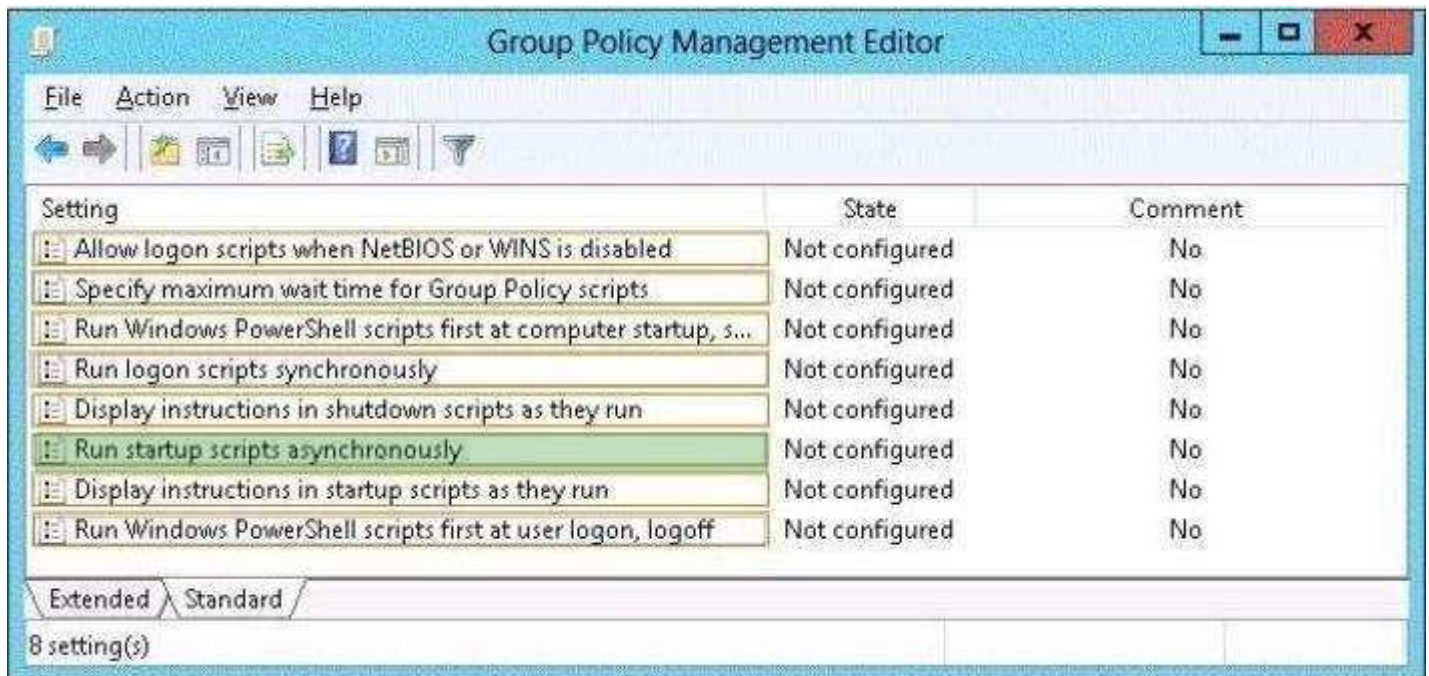 Group Policy Management Editor
File Action View Help
Setting State Comment
Allow logon scripts when NetBIOS or WINS is disabled Not configured No
Specify maximum wait time for Group Policy scripts Not configured No
Run Windows PowerShell scripts first at computer startup, s... Not configured No
Run logon scripts synchronously Not configured No
Display instructions in shutdown scripts as they run Not configured No
Run startup scripts asynchronously Not configured No
Display instructions in startup scripts as they run Not configured No
Run Windows PowerShell scripts first at user logon, logoff Not configured No
Extended Standard
8 setting(s)